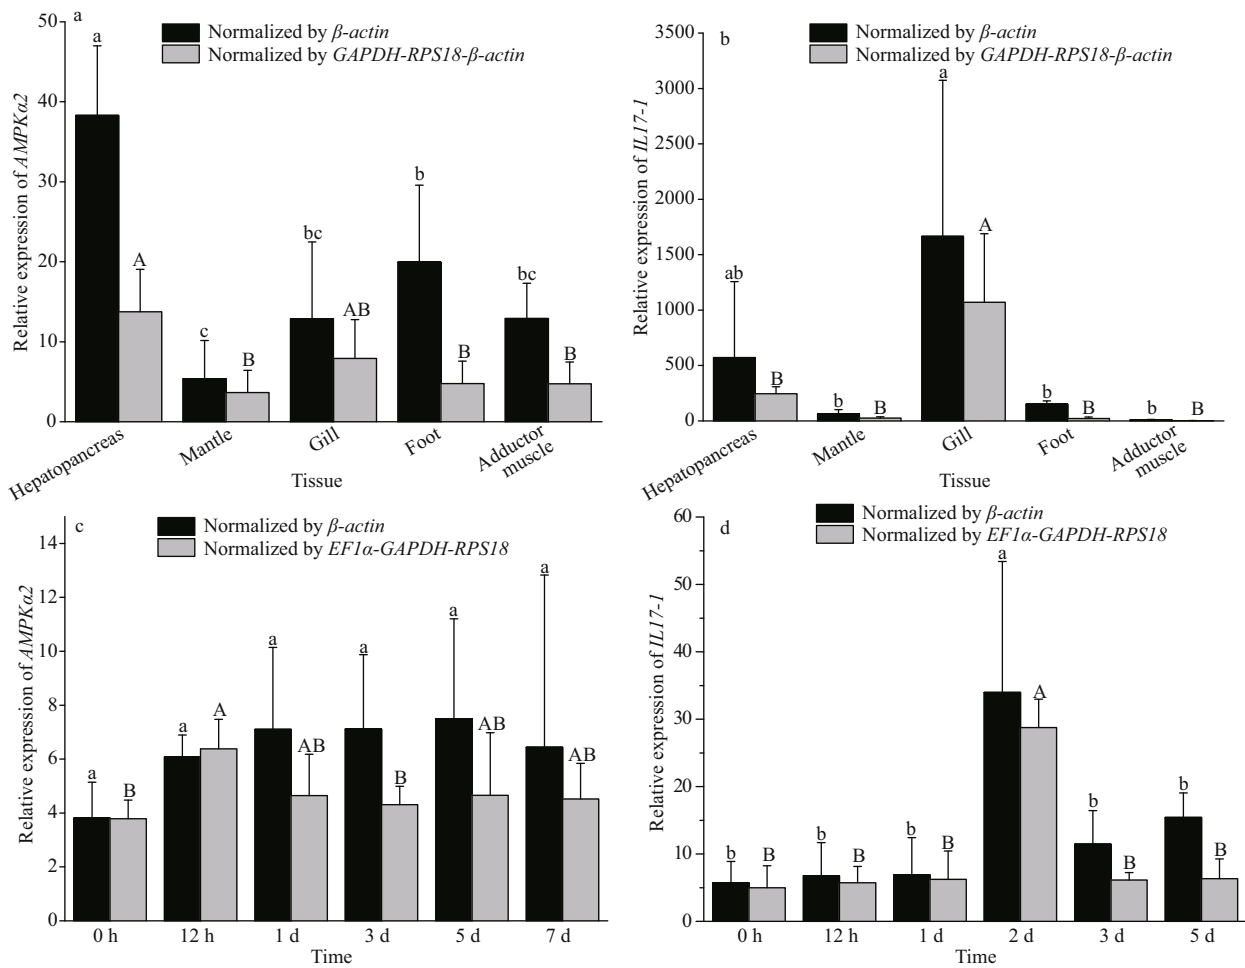 a
Normalized by β-actin
Normalized by GAPDH-RPS18-β-actin
Relative expression of AMPKα2
50
40
30
20
10
0
a
A
c
B
bc
AB
b
B
bc
B
Hepatopancreas
Mantle
Gill
Foot
Adductor
muscle
Tissue
b
Normalized by β-actin
Normalized by GAPDH-RPS18-β-actin
Relative expression of IL17-1
3500
3000
2500
2000
1500
1000
500
0
ab
B
b
B
a
A
b
B
b
B
Hepatopancreas
Mantle
Gill
Foot
Adductor
muscle
Tissue
c
Normalized by β-actin
Normalized by EF1α-GAPDH-RPS18
Relative expression of AMPKα2
14
12
10
8
6
4
2
0
a
B
a
A
a
AB
a
B
a
AB
a
AB
0 h
12 h
1 d
3 d
5 d
7 d
Time
d
Normalized by β-actin
Normalized by EF1α-GAPDH-RPS18
Relative expression of IL17-1
60
50
40
30
20
10
0
b
B
b
B
b
B
a
A
b
B
b
B
0 h
12 h
1 d
2 d
3 d
5 d
Time